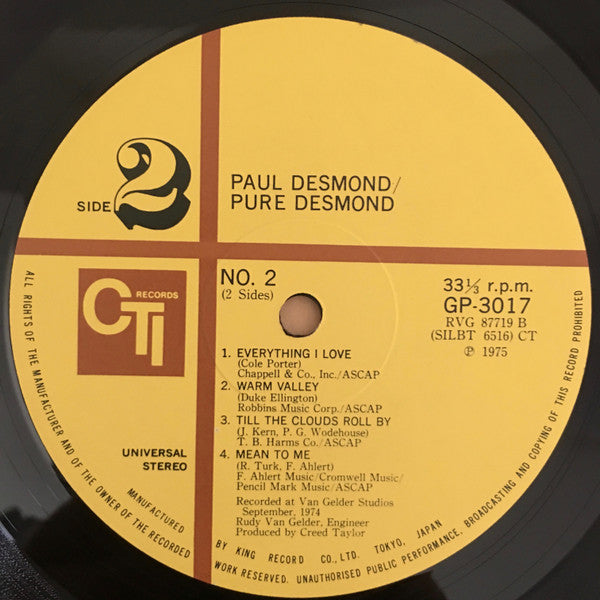 SIDE 2
PAUL DESMOND/
PURE DESMOND
CTI RECORDS
NO. 2
(2 Sides)
33⅓ r.p.m.
GP-3017
RVG 87719 B
(SILBT 6516) CT
Ⓟ 1975
1. EVERYTHING I LOVE
(Cole Porter)
Chappell & Co., Inc./ASCAP
2. WARM VALLEY
(Duke Ellington)
Robbins Music Corp./ASCAP
3. TILL THE CLOUDS ROLL BY
(J. Kern, P. G. Wodehouse)
T. B. Harms Co./ASCAP
4. MEAN TO ME
(R. Turk, F. Ahlert)
F. Ahlert Music/Cromwell Music/
Pencil Mark Music/ASCAP
Recorded at Van Gelder Studios
September, 1974
Rudy Van Gelder, Engineer
Produced by Creed Taylor
UNIVERSAL
STEREO
MANUFACTURED BY KING RECORD CO., LTD. TOKYO, JAPAN
ALL RIGHTS OF THE MANUFACTURER AND OF THE OWNER OF THE RECORDED WORK RESERVED. UNAUTHORISED PUBLIC PERFORMANCE, BROADCASTING AND COPYING OF THIS RECORD PROHIBITED